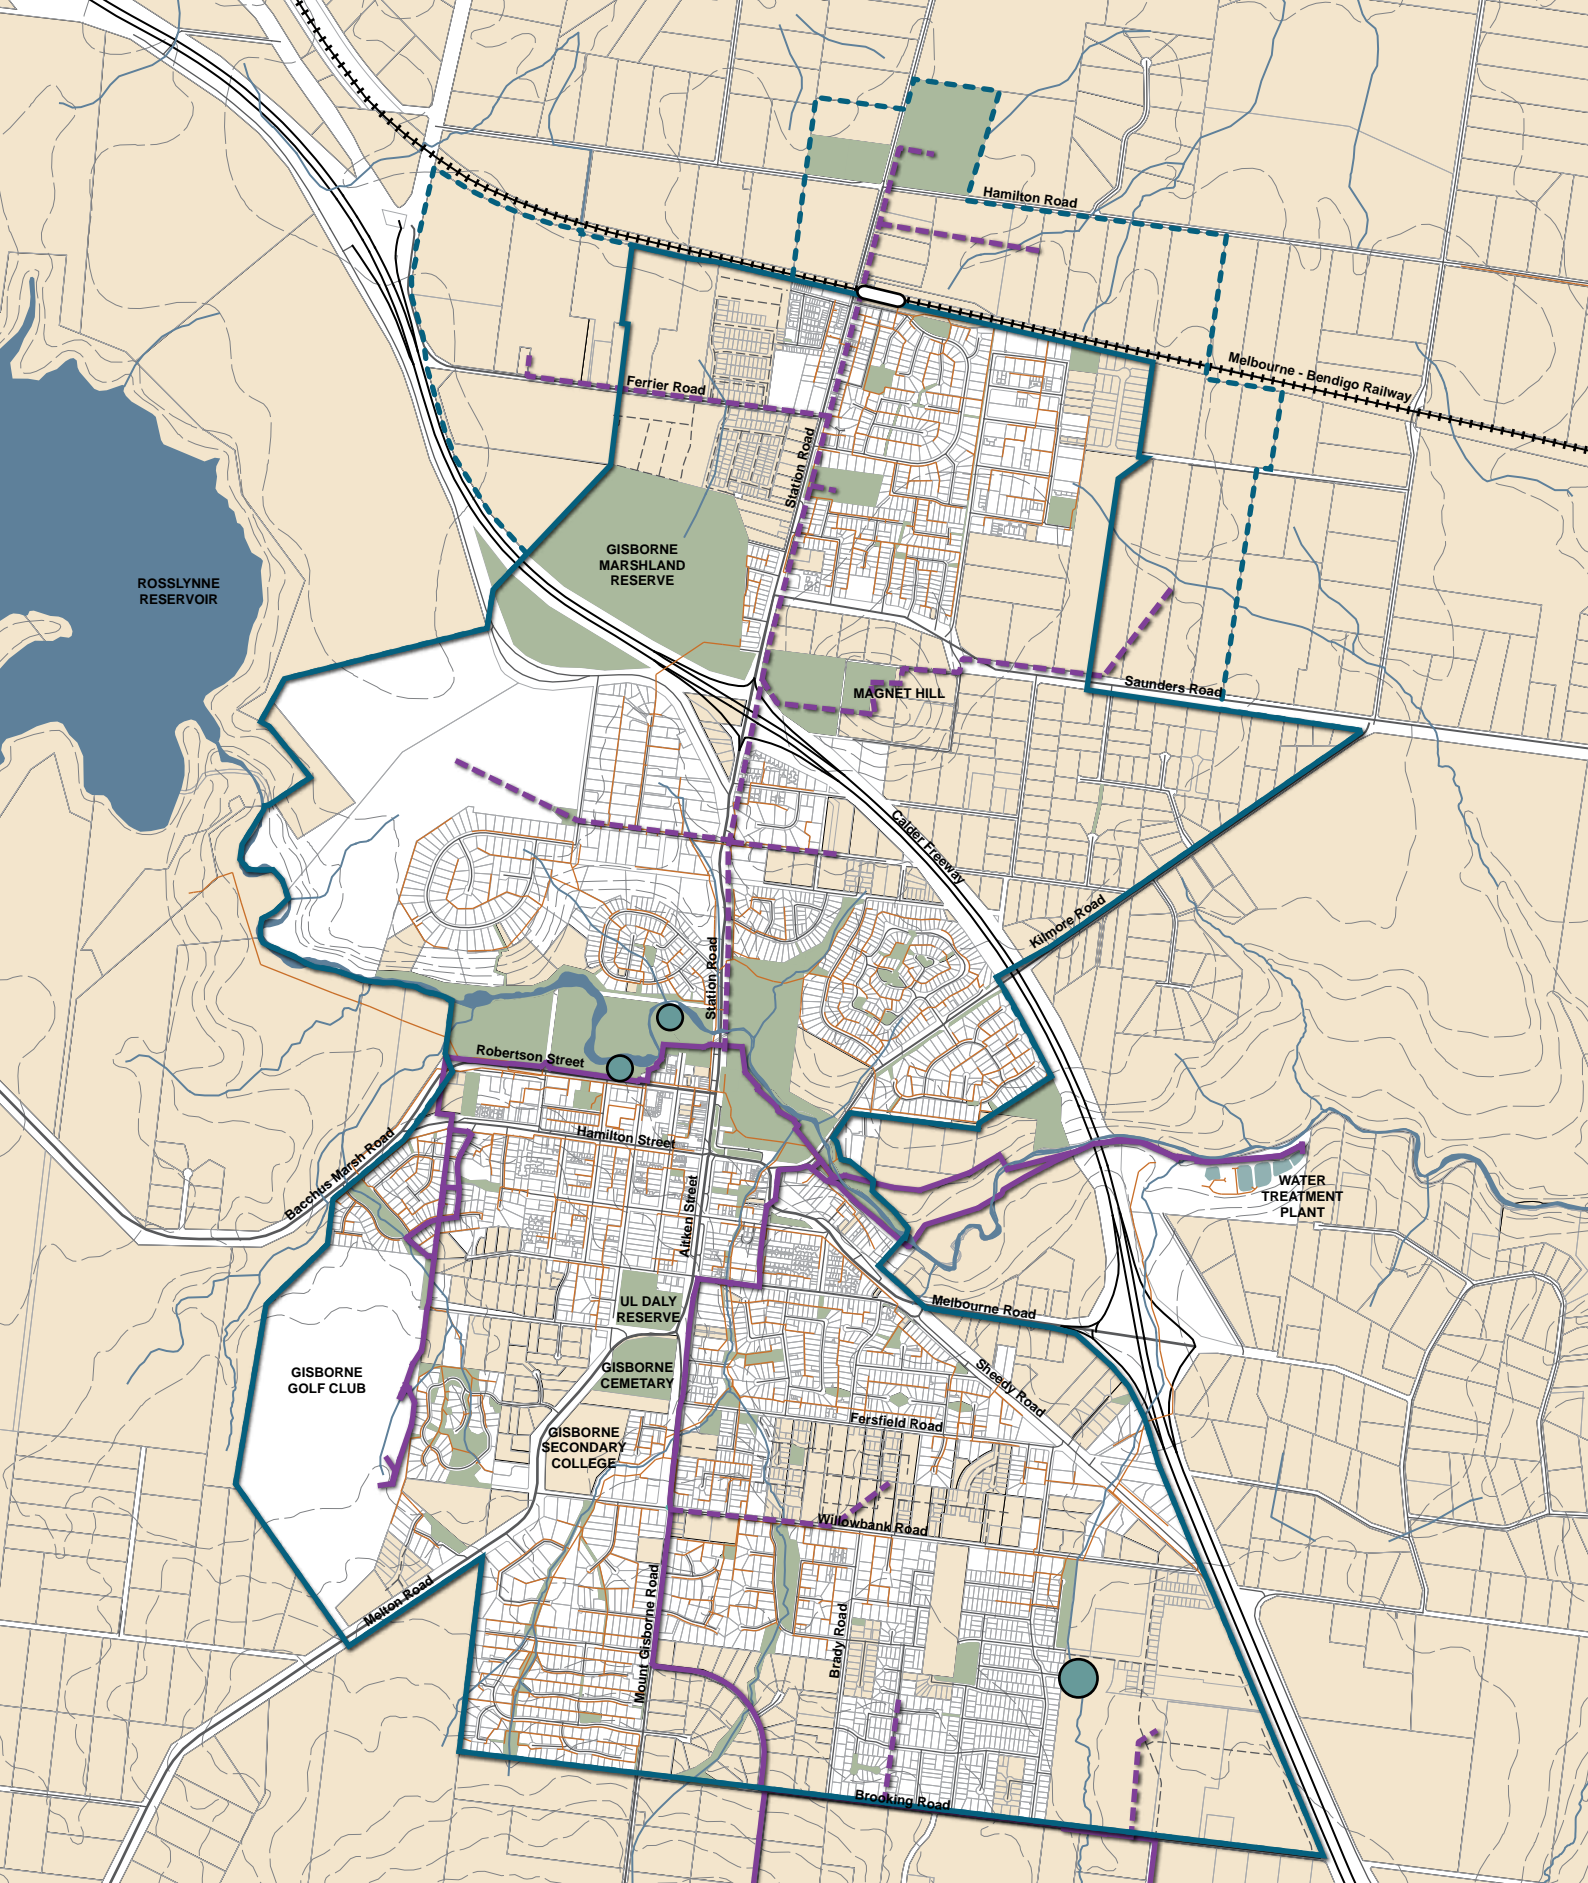 Hamilton Road
Melbourne - Bendigo Railway
Ferrier Road
Station Road
GISBORNE
MARSHLAND
RESERVE
ROSSLYNNE
RESERVOIR
MAGNET HILL
Saunders Road
Calder Freeway
Kilmore Road
Station Road
Robertson Street
Hamilton Street
Bacchus Marsh Road
Aitken Street
WATER
TREATMENT
PLANT
UL DALY
RESERVE
Melbourne Road
GISBORNE
GOLF CLUB
GISBORNE
CEMETARY
Sheedy Road
Fersfield Road
GISBORNE
SECONDARY
COLLEGE
Willowbank Road
Melton Road
Mount Gisborne Road
Brady Road
Brooking Road